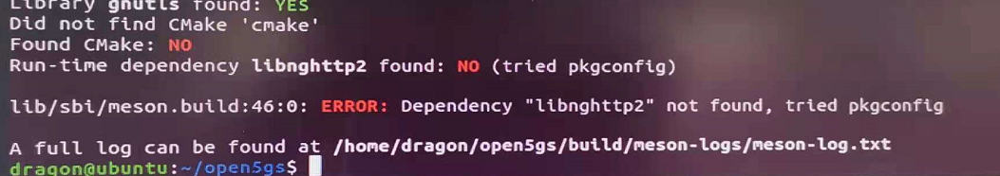 Library gnutls found: YES
Did not find CMake 'cmake'
Found CMake: NO
Run-time dependency libnghttp2 found: NO (tried pkgconfig)
lib/sbi/meson.build:46:0: ERROR: Dependency "libnghttp2" not found, tried pkgconfig
A full log can be found at /home/dragon/open5gs/build/meson-logs/meson-log.txt
dragon@ubuntu:~/open5gs$